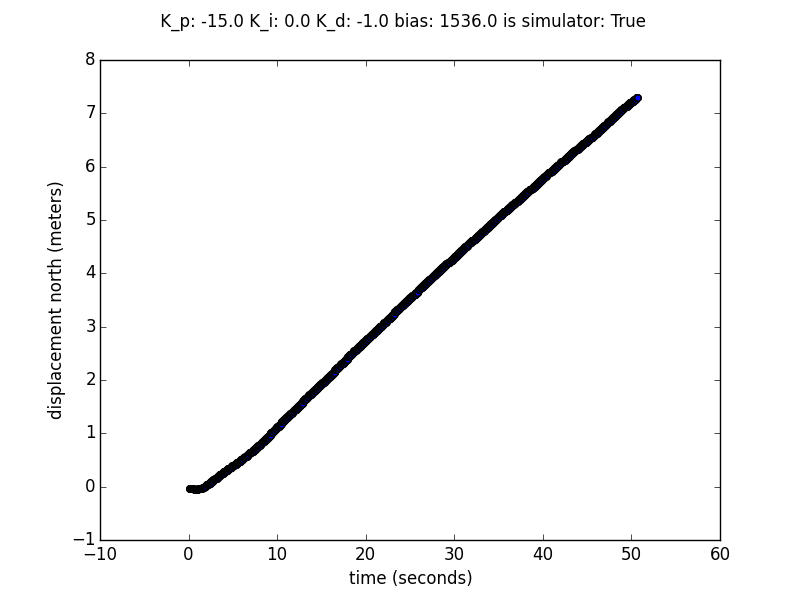 K_p: -15.0 K_i: 0.0 K_d: -1.0 bias: 1536.0 is simulator: True
8
7
6
5
4
3
2
1
0
−1
displacement north (meters)
−10 0 10 20 30 40 50 60
time (seconds)